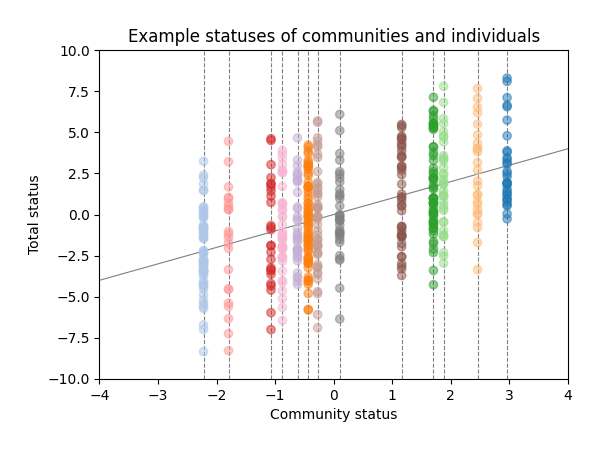 Example statuses of communities and individuals
10.0
7.5
5.0
2.5
0.0
−2.5
−5.0
−7.5
−10.0
Total status
−4 −3 −2 −1 0 1 2 3 4
Community status